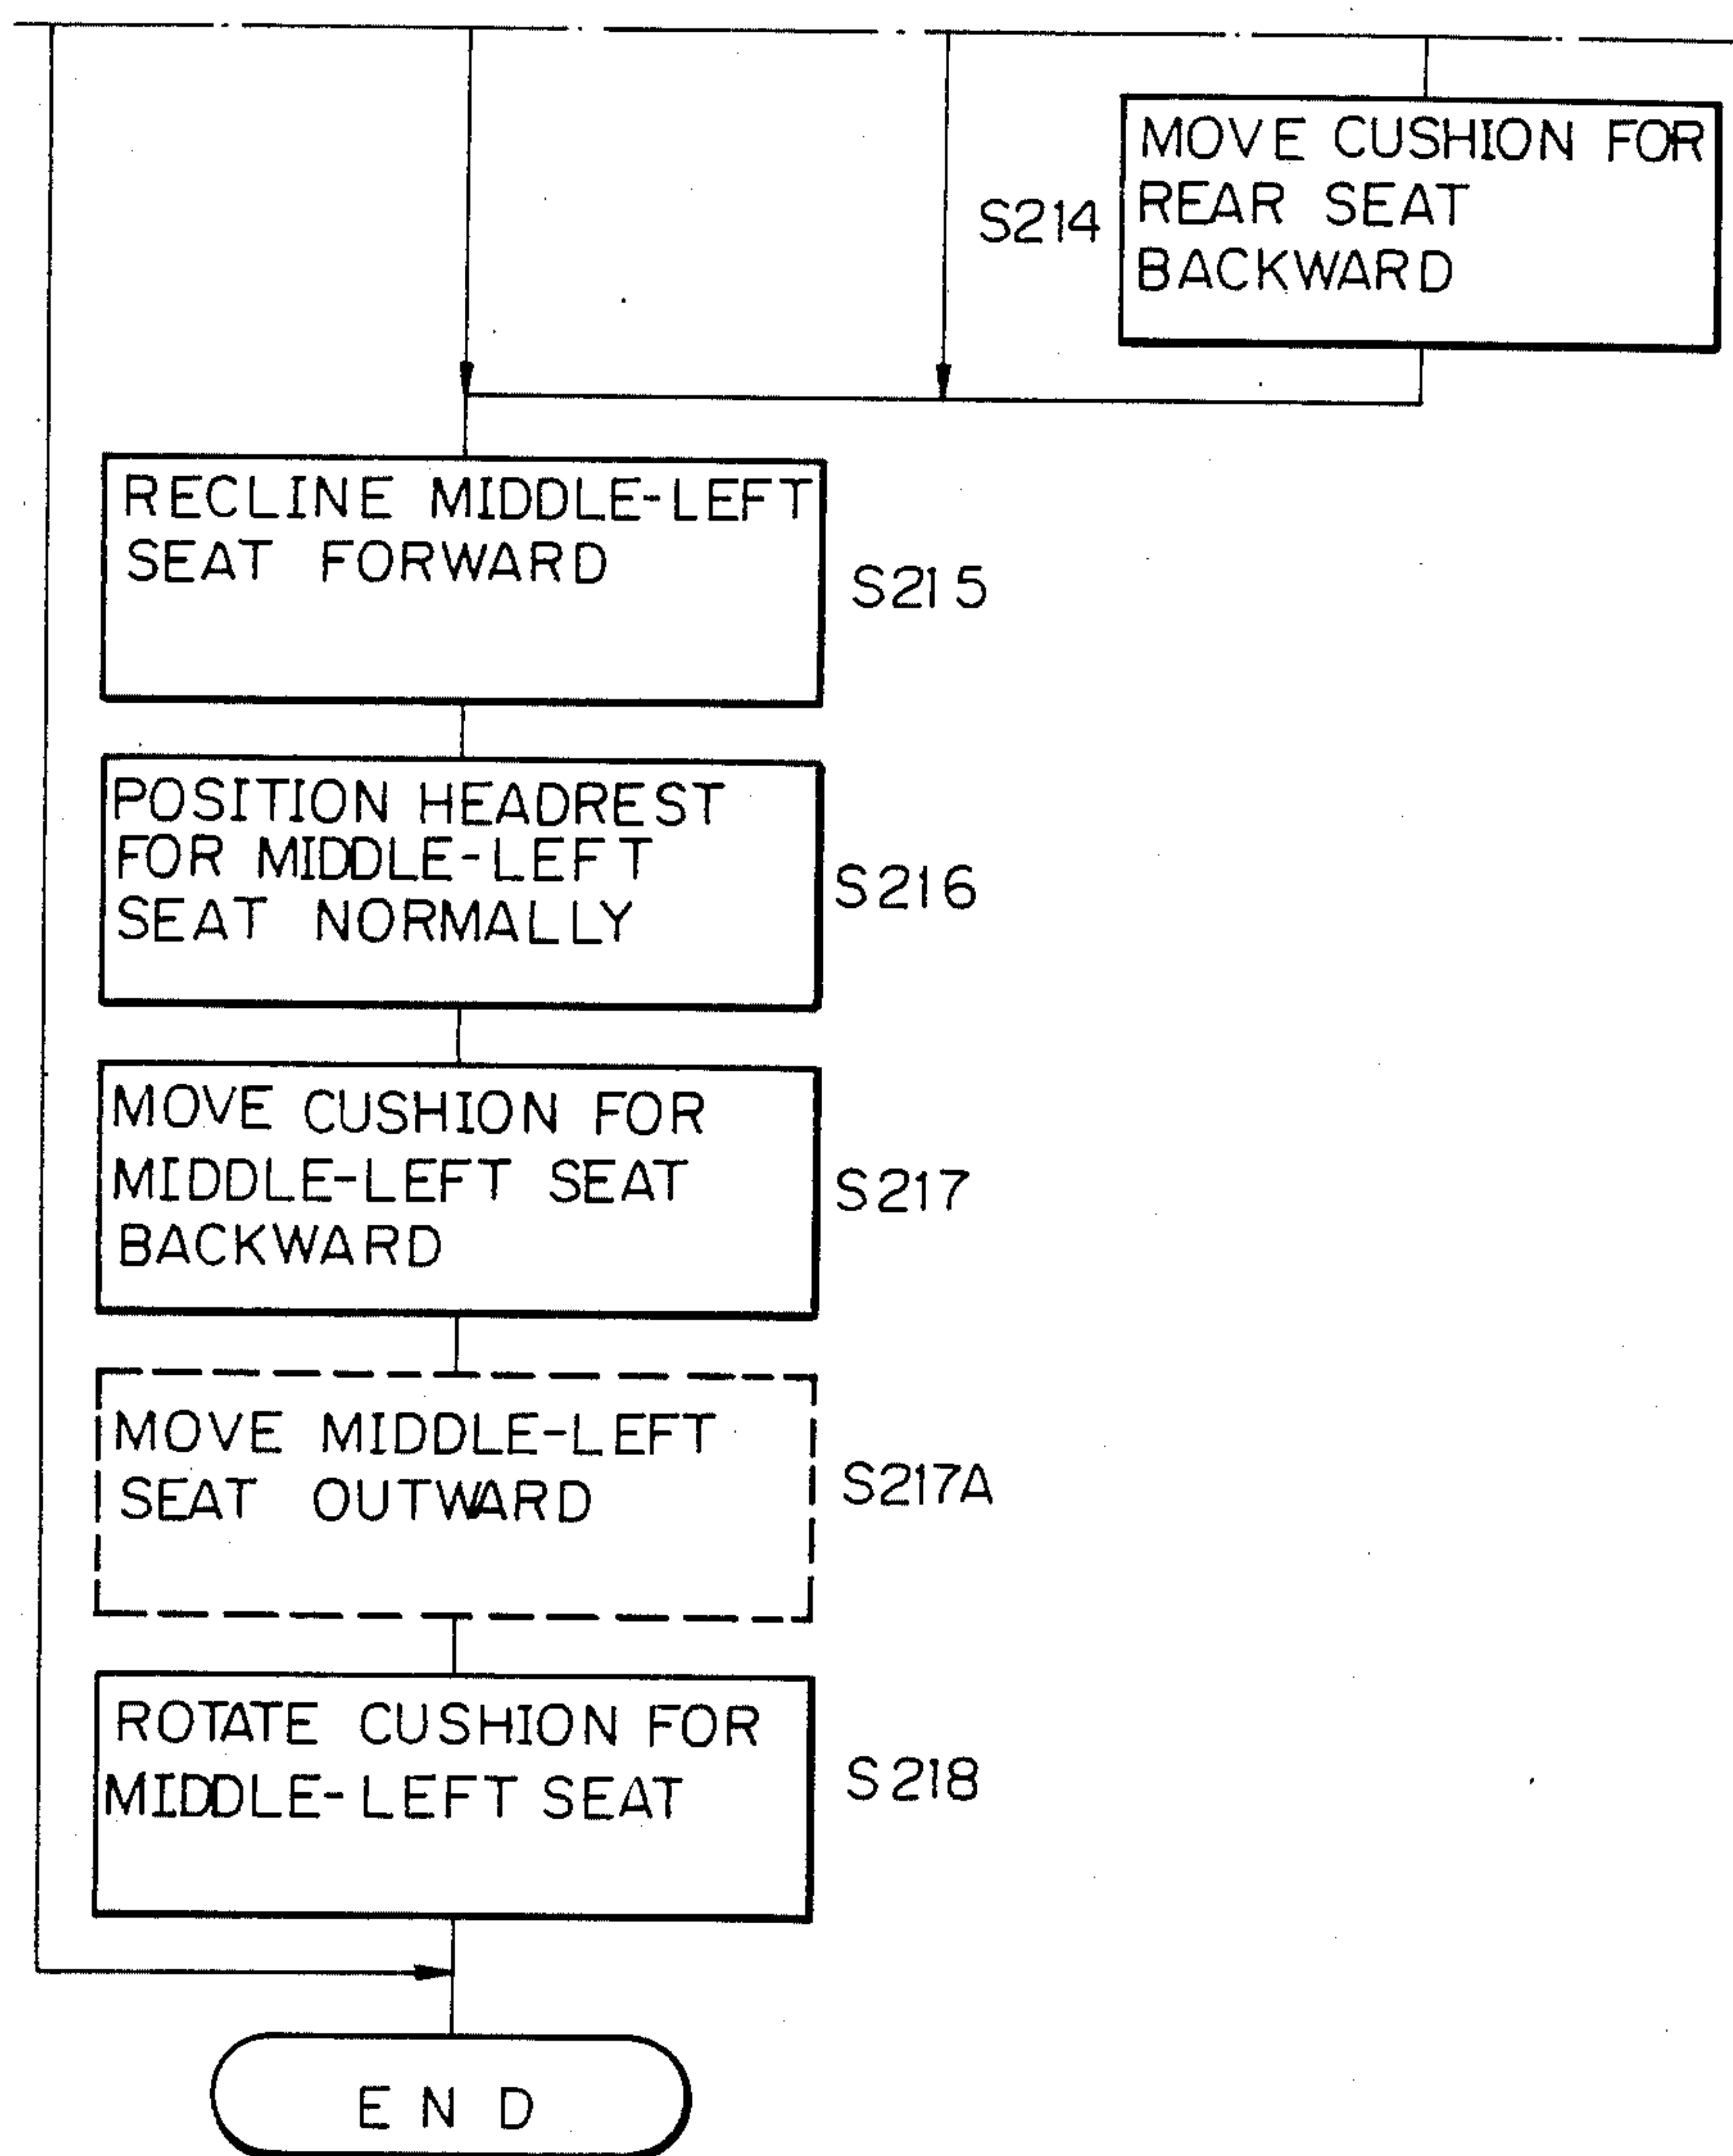 MOVE CUSHION FOR
REAR SEAT
BACKWARD
S214
RECLINE MIDDLE-LEFT
SEAT FORWARD
S215
POSITION HEADREST
FOR MIDDLE-LEFT
SEAT NORMALLY
S216
MOVE CUSHION FOR
MIDDLE-LEFT SEAT
BACKWARD
S217
MOVE MIDDLE-LEFT
SEAT OUTWARD
S217A
ROTATE CUSHION FOR
MIDDLE-LEFT SEAT
S218
END